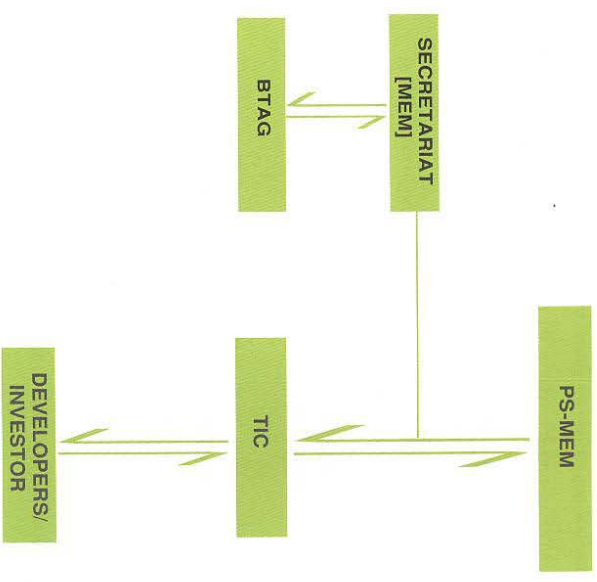 PS-MEM
SECRETARIAT
[MEM]
BTAG
TIC
DEVELOPERS/
INVESTOR